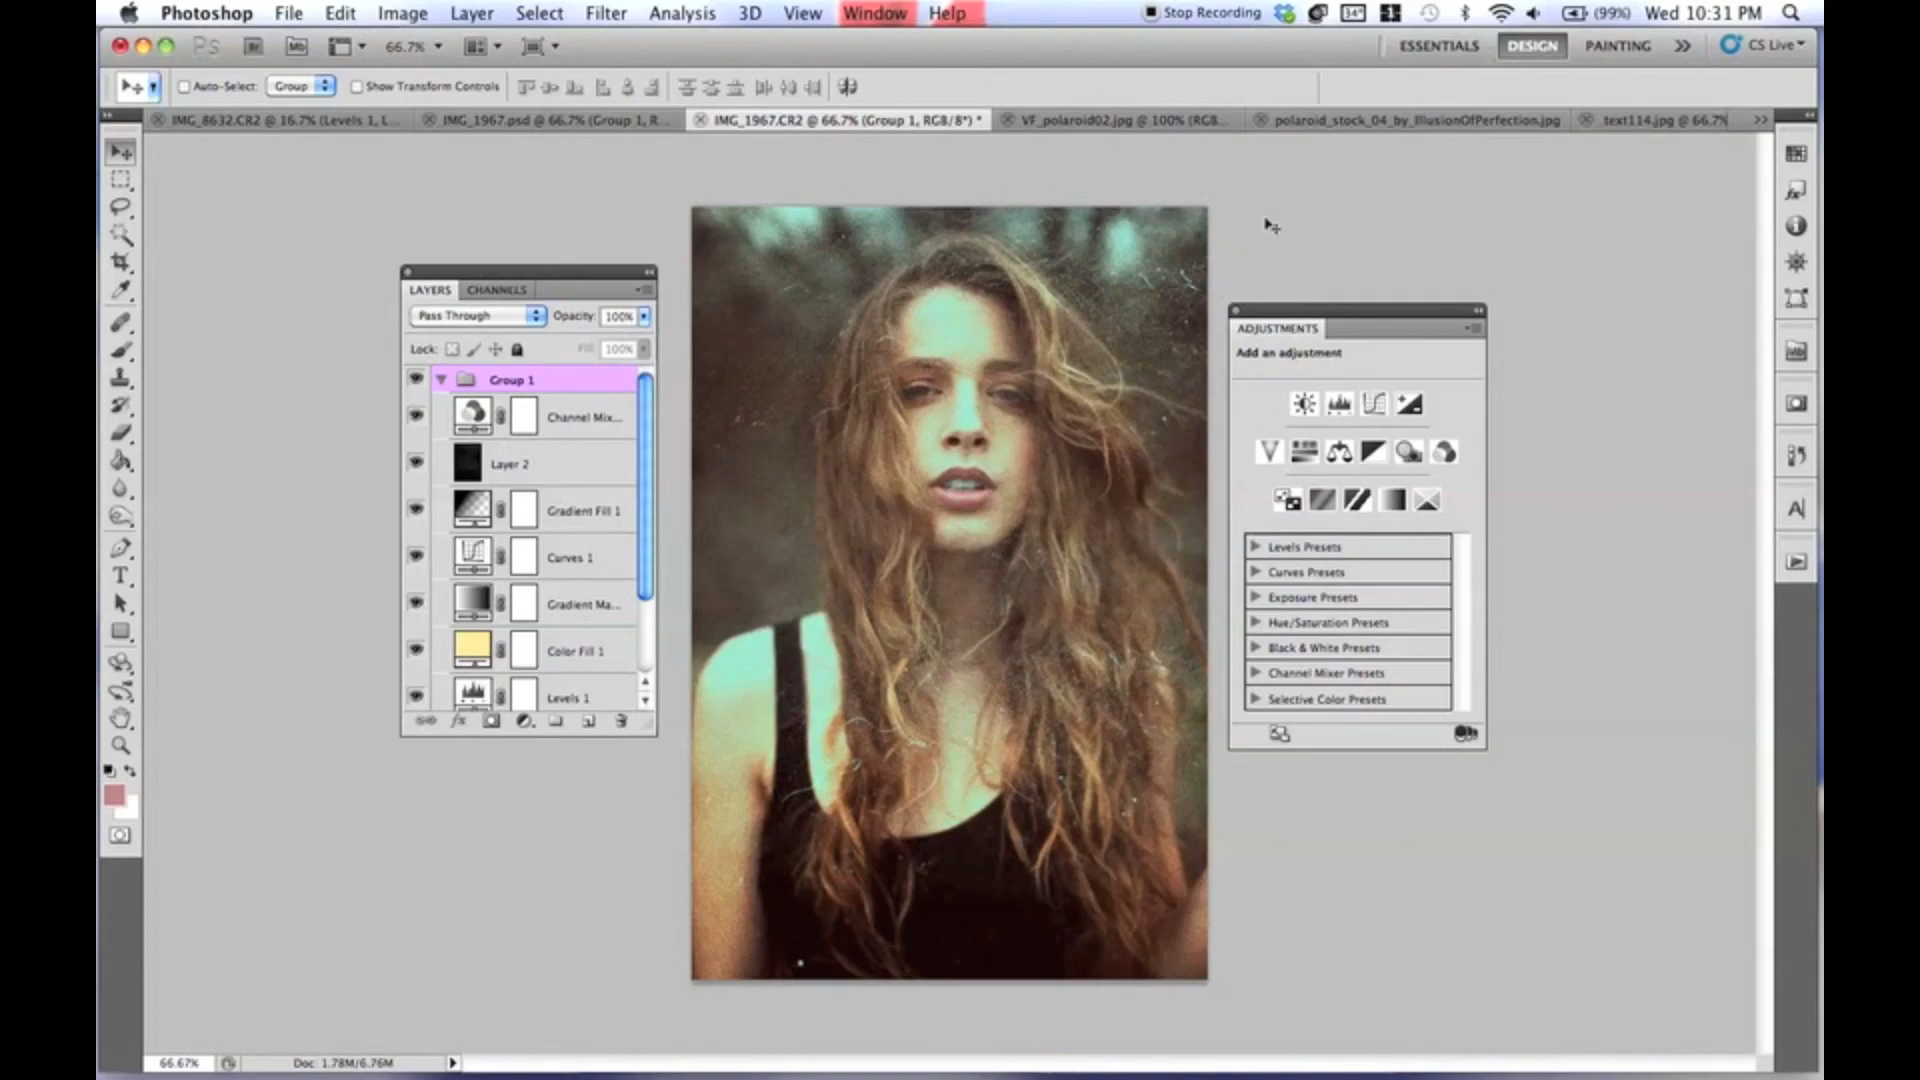 Photoshop File Edit Image Layer Select Filter Analysis 3D View Window Help Stop Recording 34° (99%) Wed 10:31 PM
Ps Br Mb 66.7% ESSENTIALS DESIGN PAINTING CS Live
Auto-Select: Group Show Transform Controls
IMG_8632.CR2 @ 16.7% (Levels 1, L... IMG_1967.psd @ 66.7% (Group 1, R... IMG_1967.CR2 @ 66.7% (Group 1, RGB/8*) * VF_polaroid02.jpg @ 100% (RGB... polaroid_stock_04_by_IllusionOfPerfection.jpg text114.jpg @ 66.7%
LAYERS CHANNELS
Pass Through Opacity: 100%
Lock: Fill: 100%
Group 1
Channel Mix...
Layer 2
Gradient Fill 1
Curves 1
Gradient Ma...
Color Fill 1
Levels 1
fx
ADJUSTMENTS
Add an adjustment
Levels Presets
Curves Presets
Exposure Presets
Hue/Saturation Presets
Black & White Presets
Channel Mixer Presets
Selective Color Presets
66.67% Doc: 1.78M/6.76M